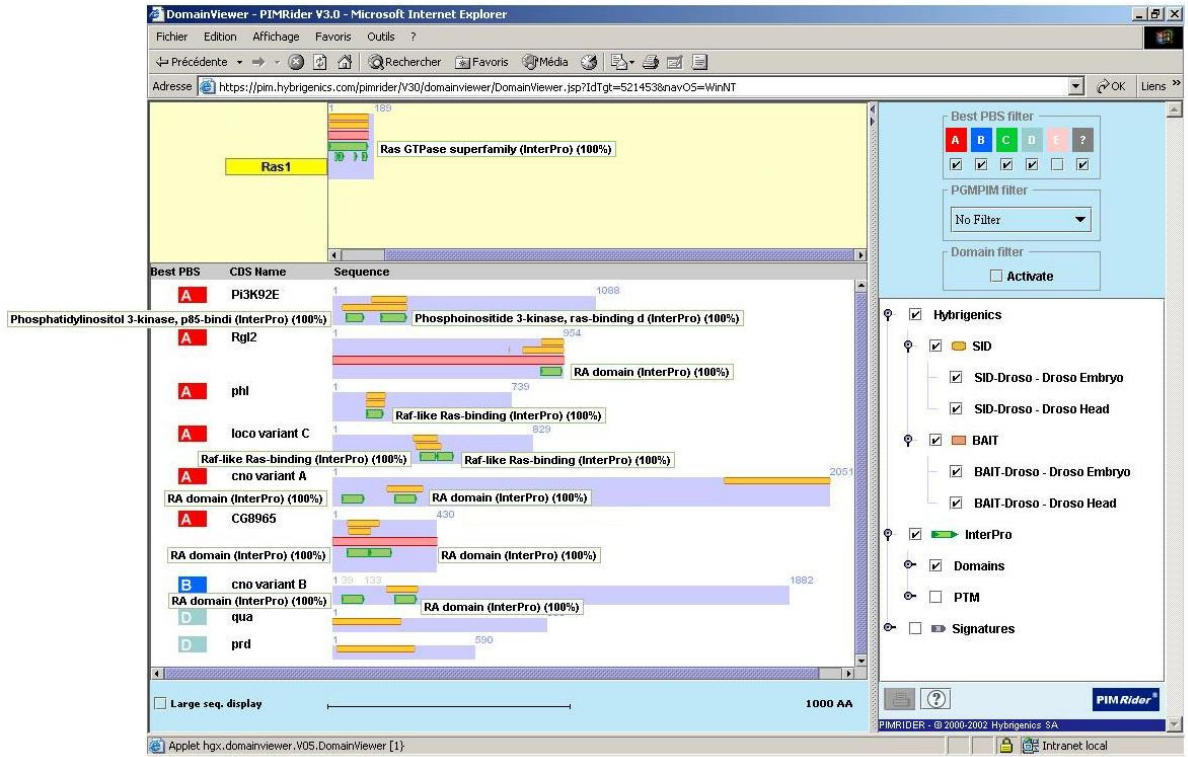 DomainViewer - PIMRider V3.0 - Microsoft Internet Explorer
Fichier Edition Affichage Favoris Outils ?
Précédente Rechercher Favoris Média
Adresse https://pim.hybrigenics.com/pimrider/V30/domainviewer/DomainViewer.jsp?IdTgt=521453&navOS=WinNT OK Liens »
1 189
Ras GTPase superfamily (InterPro) (100%)
Ras1
Best PBS CDS Name Sequence
A Pi3K92E 1 1088
Phosphatidylinositol 3-kinase, p85-bindi (InterPro) (100%) Phosphoinositide 3-kinase, ras-binding d (InterPro) (100%)
A Rgl2 1 954
RA domain (InterPro) (100%)
A phl 1 739
Raf-like Ras-binding (InterPro) (100%)
A loco variant C 1 829
Raf-like Ras-binding (InterPro) (100%) Raf-like Ras-binding (InterPro) (100%)
A cno variant A 1 2051
RA domain (InterPro) (100%) RA domain (InterPro) (100%)
A CG8965 1 430
RA domain (InterPro) (100%) RA domain (InterPro) (100%)
B cno variant B 1 39 133 1882
RA domain (InterPro) (100%) RA domain (InterPro) (100%)
D qua 1
D prd 1 590
Large seq. display 1000 AA
Best PBS filter
A B C D E ?
PGMPIM filter
No Filter
Domain filter
Activate
Hybrigenics
SID
SID-Droso - Droso Embryo
SID-Droso - Droso Head
BAIT
BAIT-Droso - Droso Embryo
BAIT-Droso - Droso Head
InterPro
Domains
PTM
Signatures
?
PIMRider®
PIMRIDER - © 2000-2002 Hybrigenics SA
Applet hgx.domainviewer.V05.DomainViewer [1} Intranet local